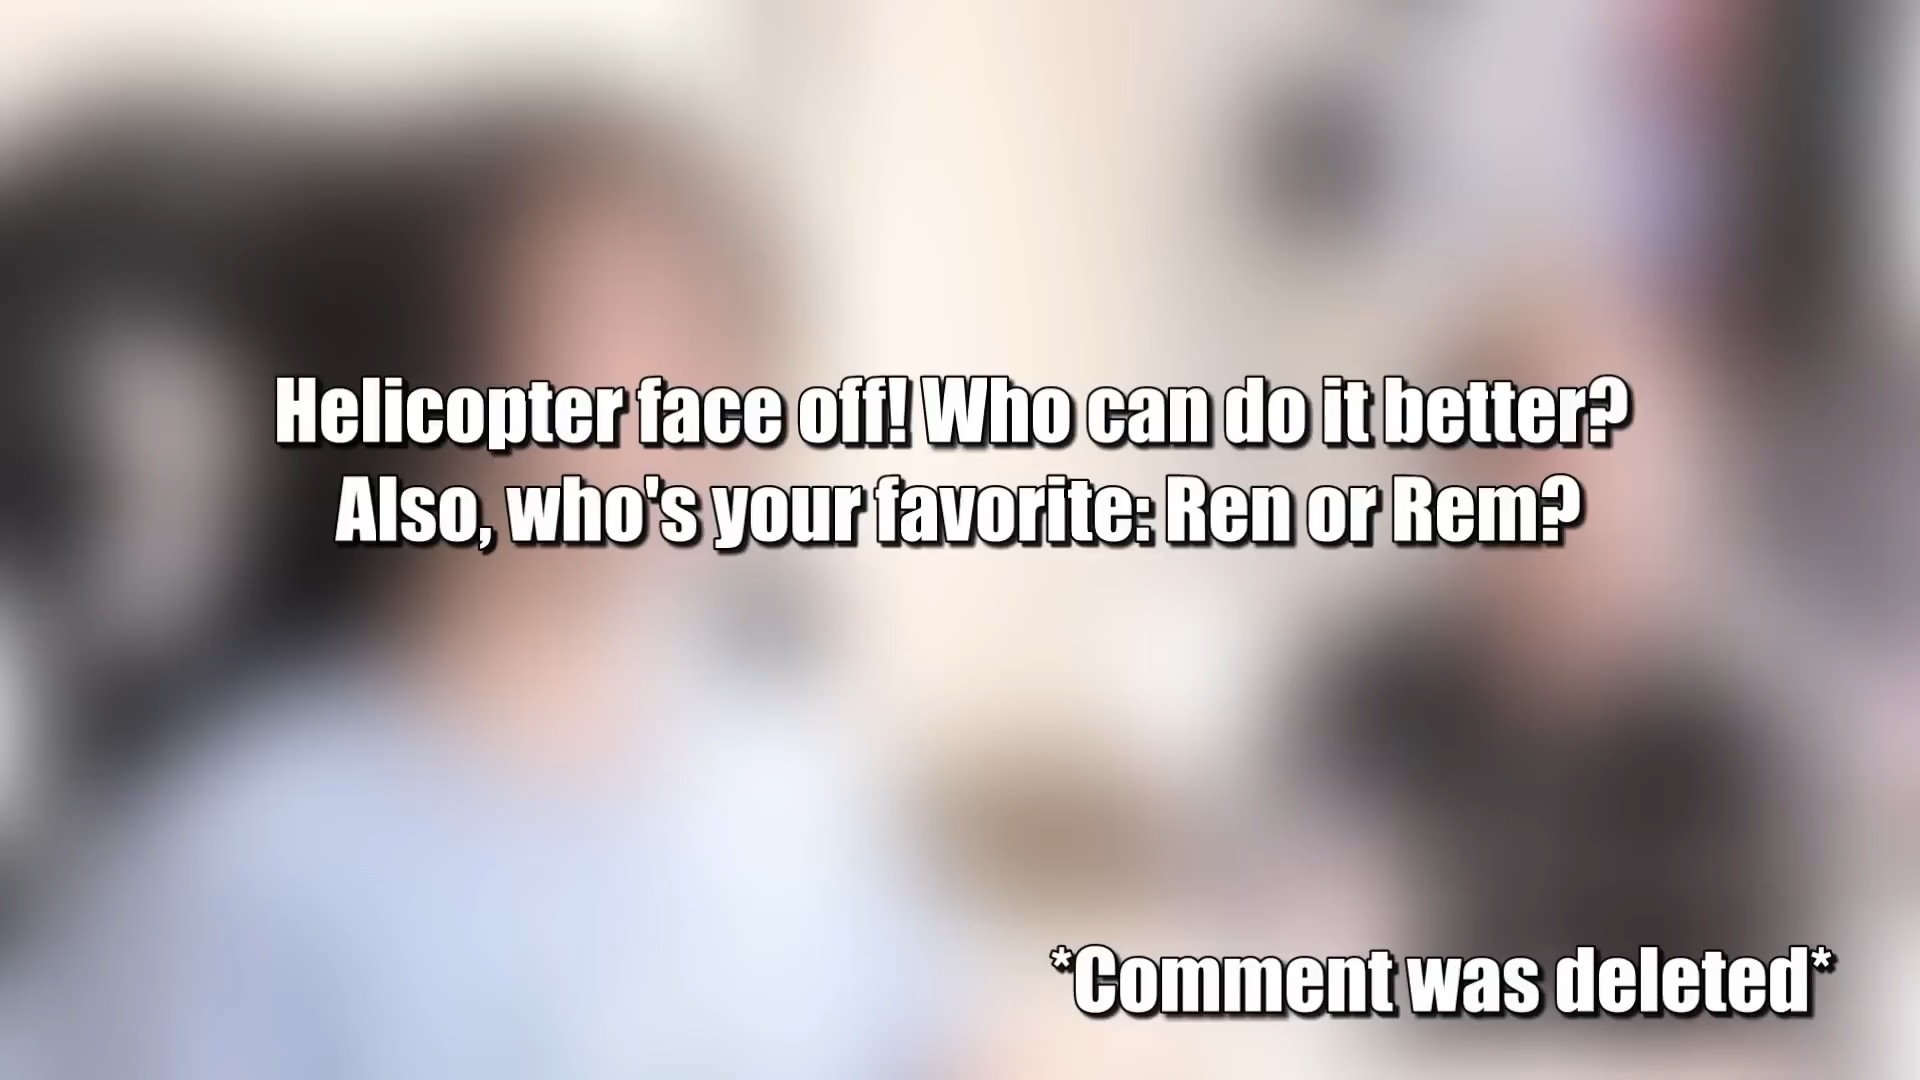 Helicopter face off! Who can do it better?
Also, who's your favorite: Ren or Rem?
*Comment was deleted*